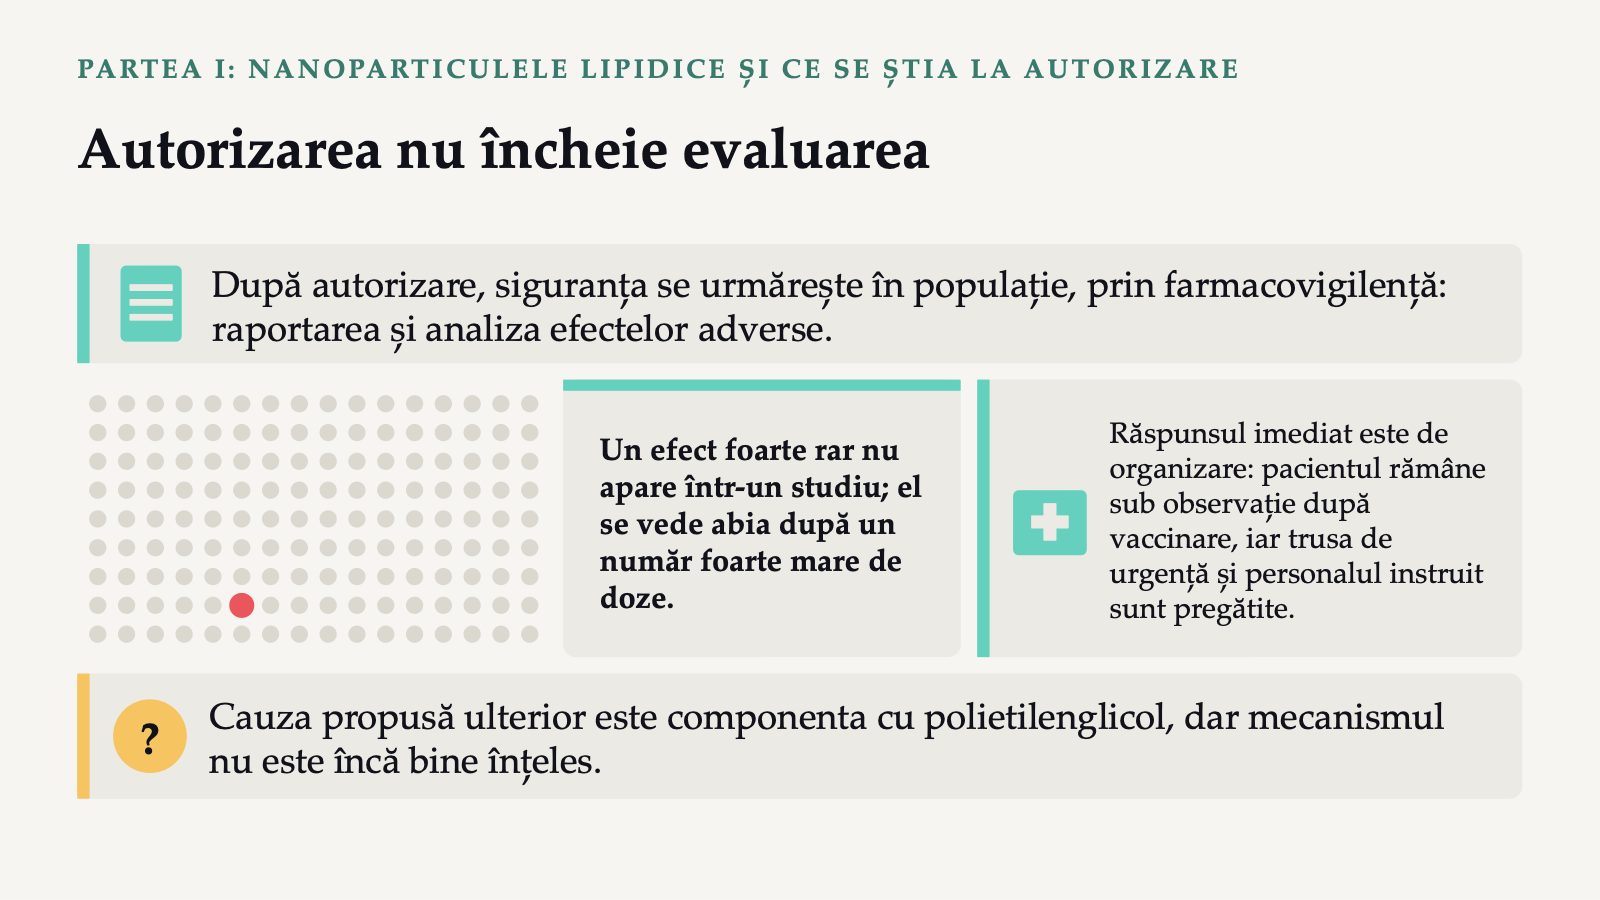 PARTEA I: NANOPARTICULELE LIPIDICE ȘI CE SE ȘTIA LA AUTORIZARE
Autorizarea nu încheie evaluarea
După autorizare, siguranța se urmărește în populație, prin farmacovigilență:
raportarea și analiza efectelor adverse.
Un efect foarte rar nu
apare într-un studiu; el
se vede abia după un
număr foarte mare de
doze.
Răspunsul imediat este de
organizare: pacientul rămâne
sub observație după
vaccinare, iar trusa de
urgență și personalul instruit
sunt pregătite.
?
Cauza propusă ulterior este componenta cu polietilenglicol, dar mecanismul
nu este încă bine înțeles.